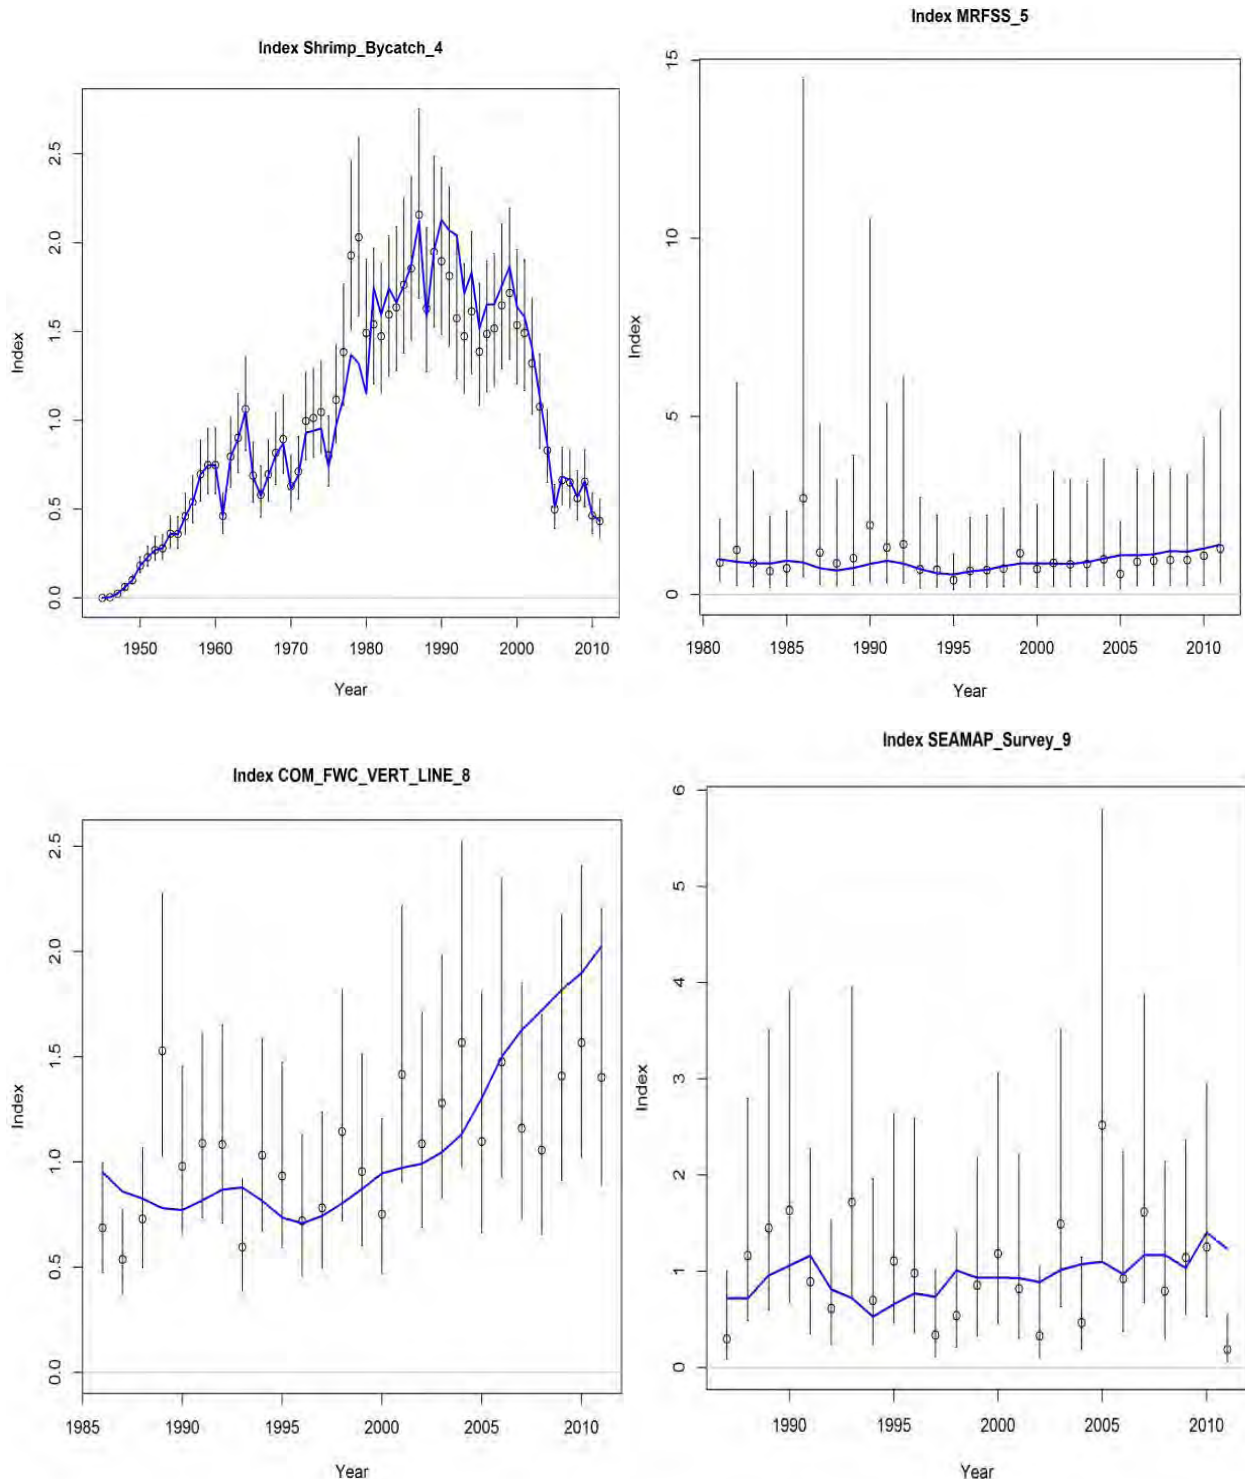 Index Shrimp_Bycatch_4
Index
2.5
2.0
1.5
1.0
0.5
0.0
1950 1960 1970 1980 1990 2000 2010
Year
Index MRFSS_5
Index
15
10
5
0
1980 1985 1990 1995 2000 2005 2010
Year
Index COM_FWC_VERT_LINE_8
Index
2.5
2.0
1.5
1.0
0.5
0.0
1985 1990 1995 2000 2005 2010
Year
Index SEAMAP_Survey_9
Index
6
5
4
3
2
1
0
1990 1995 2000 2005 2010
Year